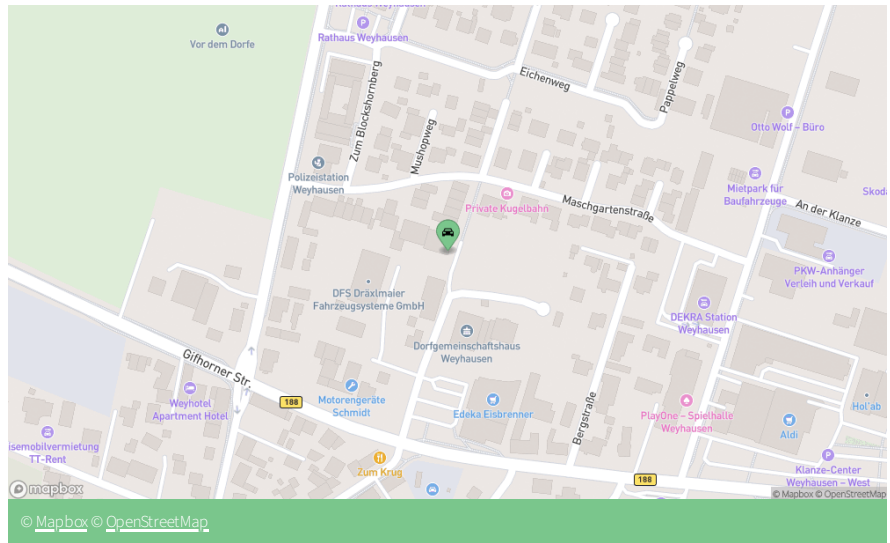 Rathaus Weyhausen
Vor dem Dorfe
Rathaus Weyhausen
Eichenweg
Pappelweg
Zum Blockshornberg
Mushopweg
Otto Wolf – Büro
Polizeistation
Weyhausen
Mietpark für
Baufahrzeuge
Skoda
Maschgartenstraße
Private Kugelbahn
An der Klanze
PKW-Anhänger
Verleih und Verkauf
DFS Dräxlmaier
Fahrzeugsysteme GmbH
DEKRA Station
Weyhausen
Dorfgemeinschaftshaus
Weyhausen
Gifhorner Str.
188
Weyhotel
Apartment Hotel
Motorengeräte
Schmidt
Edeka Eisbrenner
Bergstraße
PlayOne – Spielhalle
Weyhausen
Hol'ab
Aldi
isemobilvermietung
TT-Rent
Zum Krug
188
Klanze-Center
Weyhausen – West
mapbox
© Mapbox © OpenStreetMap
© Mapbox © OpenStreetMap